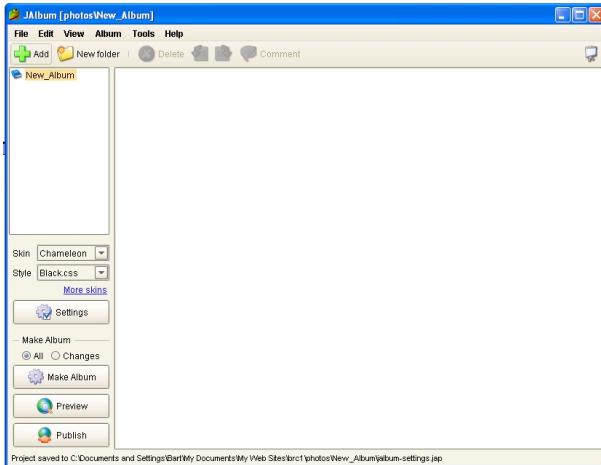 JAlbum [photos\New_Album]
File Edit View Album Tools Help
Add New folder Delete Comment
New_Album
Skin Chameleon
Style Black.css
More skins
Settings
Make Album
All Changes
Make Album
Preview
Publish
Project saved to C:\Documents and Settings\Bart\My Documents\My Web Sites\brc1\photos\New_Album\jalbum-settings.jap